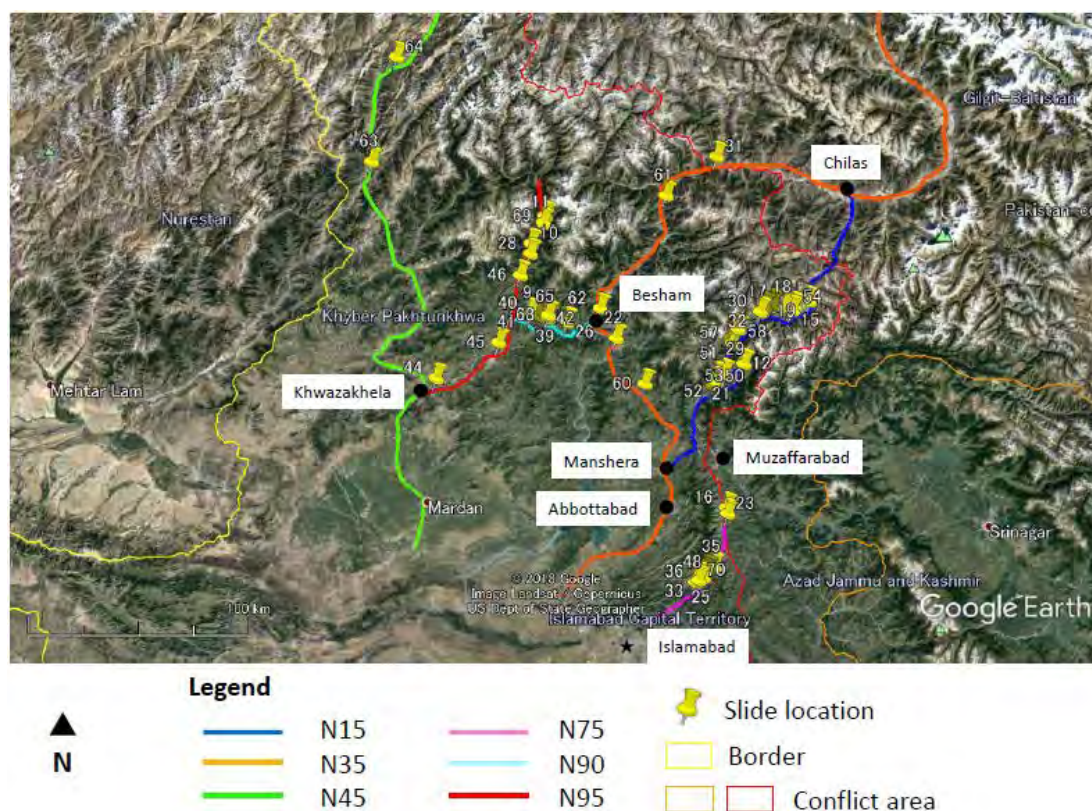 64
Gilgit-Baltistan
31
Chilas
63
61
Nurestan
11
69
10
Pakistan
28
46
17
18
54
9
65
62
30
19
15
40
Besham
63
42
22
Khyber Pakhtunkhwa
32
58
57
41
39
26
45
29
51
12
44
53
50
60
52
21
Mehtar Lam
Khwazakhela
Manshera
Muzaffarabad
16
23
Abbottabad
Mardan
Srinagar
35
48
70
36
© 2018 Google
Image Landsat / Copernicus
US Dept of State Geographer
33
25
Azad Jammu and Kashmir
100 km
Google Earth
Islamabad Capital Territory
Islamabad
Legend
N
N15
N35
N45
N75
N90
N95
Slide location
Border
Conflict area